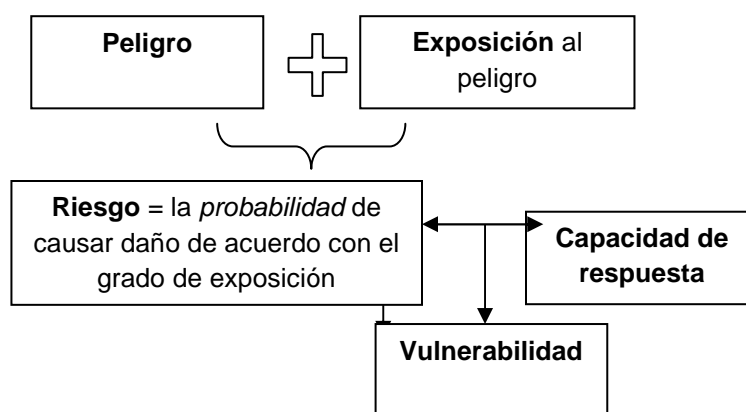 Peligro
Exposición al
peligro
Riesgo = la probabilidad de
causar daño de acuerdo con el
grado de exposición
Capacidad de
respuesta
Vulnerabilidad